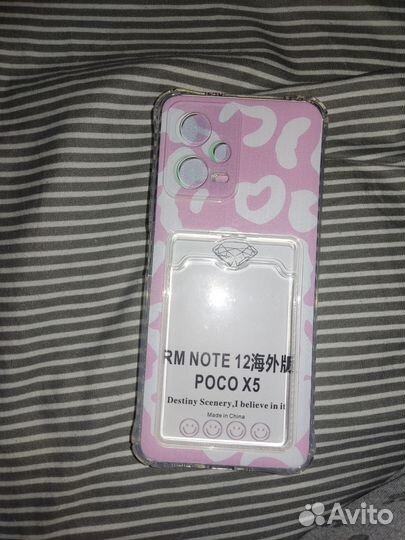 RM NOTE 12海外版
POCO X5
Destiny Scenery,I believe in it
Made in China
Avito